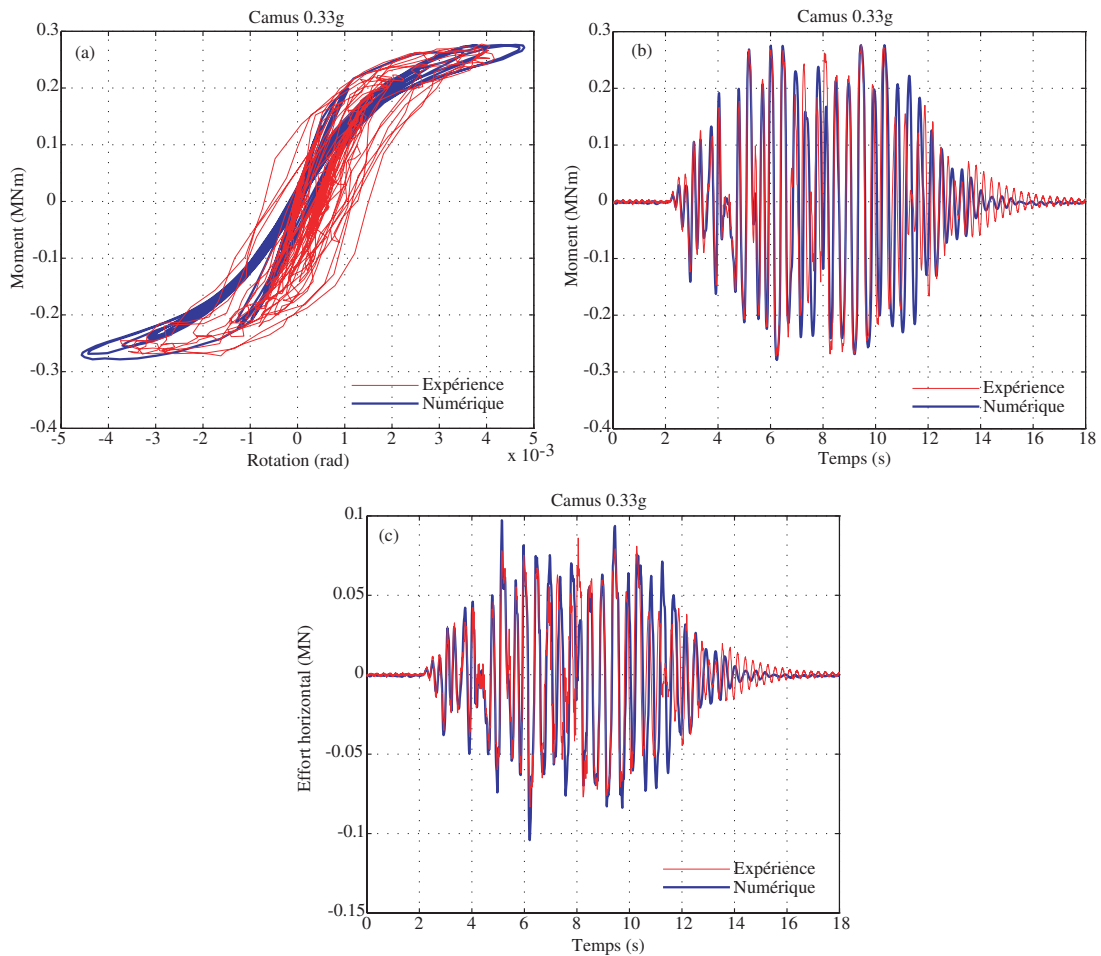 Camus 0.33g
(a)
0.3
0.2
0.1
0
-0.1
-0.2
-0.3
-0.4
Moment (MNm)
Expérience
Numérique
-5 -4 -3 -2 -1 0 1 2 3 4 5
x 10-3
Rotation (rad)
Camus 0.33g
(b)
0.3
0.2
0.1
0
-0.1
-0.2
-0.3
-0.4
Moment (MNm)
Expérience
Numérique
0 2 4 6 8 10 12 14 16 18
Temps (s)
Camus 0.33g
(c)
0.1
0.05
0
-0.05
-0.1
-0.15
Effort horizontal (MN)
Expérience
Numérique
0 2 4 6 8 10 12 14 16 18
Temps (s)